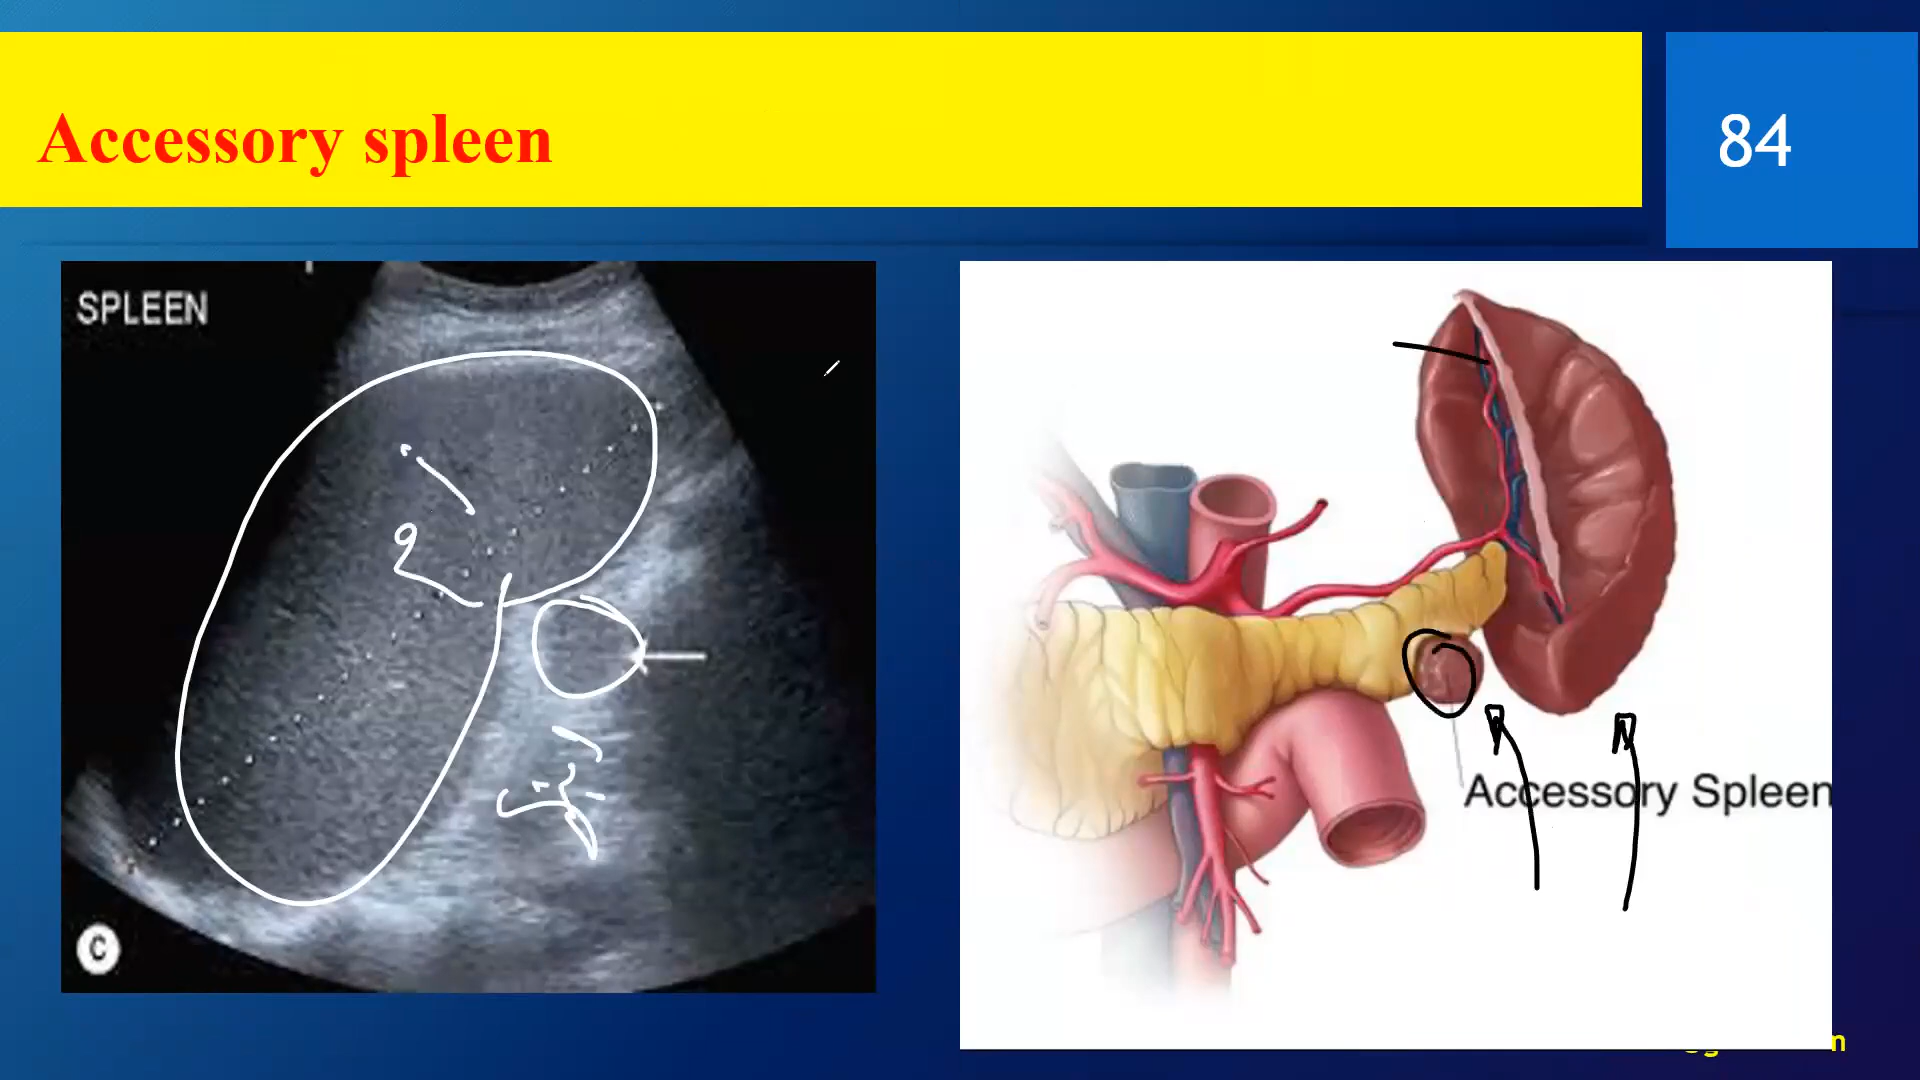 Accessory spleen
84
SPLEEN
C
Accessory Spleen